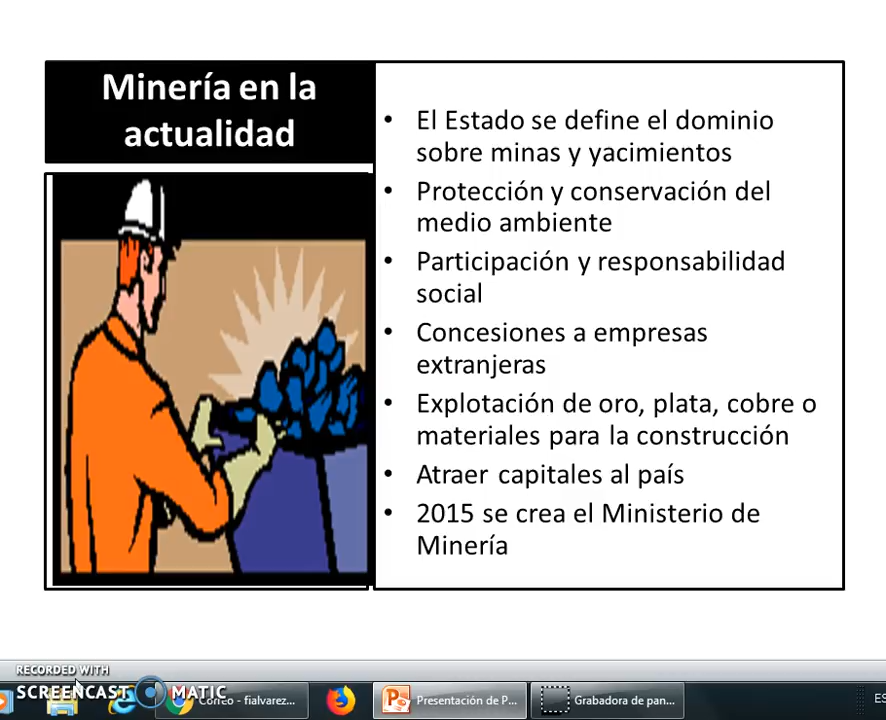 Minería en la
actualidad
• El Estado se define el dominio
sobre minas y yacimientos
• Protección y conservación del
medio ambiente
• Participación y responsabilidad
social
• Concesiones a empresas
extranjeras
• Explotación de oro, plata, cobre o
materiales para la construcción
• Atraer capitales al país
• 2015 se crea el Ministerio de
Minería
RECORDED WITH
SCREENCAST MATIC
Correo - fialvarez...
Presentación de P...
Grabadora de pan...
ES